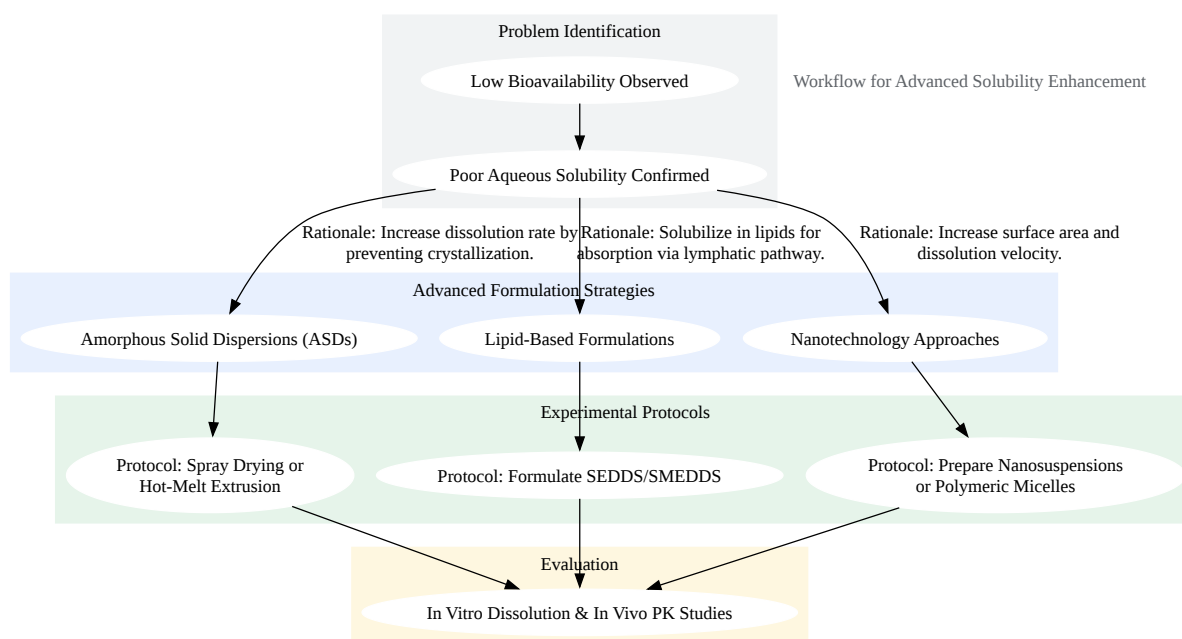 Problem Identification
Low Bioavailability Observed
Workflow for Advanced Solubility Enhancement
Poor Aqueous Solubility Confirmed
Rationale: Increase dissolution rate by
preventing crystallization.
Rationale: Solubilize in lipids for
absorption via lymphatic pathway.
Rationale: Increase surface area and
dissolution velocity.
Advanced Formulation Strategies
Amorphous Solid Dispersions (ASDs)
Lipid-Based Formulations
Nanotechnology Approaches
Experimental Protocols
Protocol: Spray Drying or
Hot-Melt Extrusion
Protocol: Formulate SEDDS/SMEDDS
Protocol: Prepare Nanosuspensions
or Polymeric Micelles
Evaluation
In Vitro Dissolution & In Vivo PK Studies